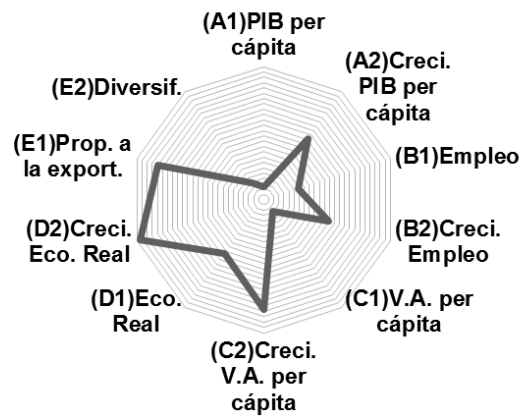 (A1)PIB per
cápita
(A2)Creci.
PIB per
cápita
(B1)Empleo
(B2)Creci.
Empleo
(C1)V.A. per
cápita
(C2)Creci.
V.A. per
cápita
(D1)Eco.
Real
(D2)Creci.
Eco. Real
(E1)Prop. a
la export.
(E2)Diversif.